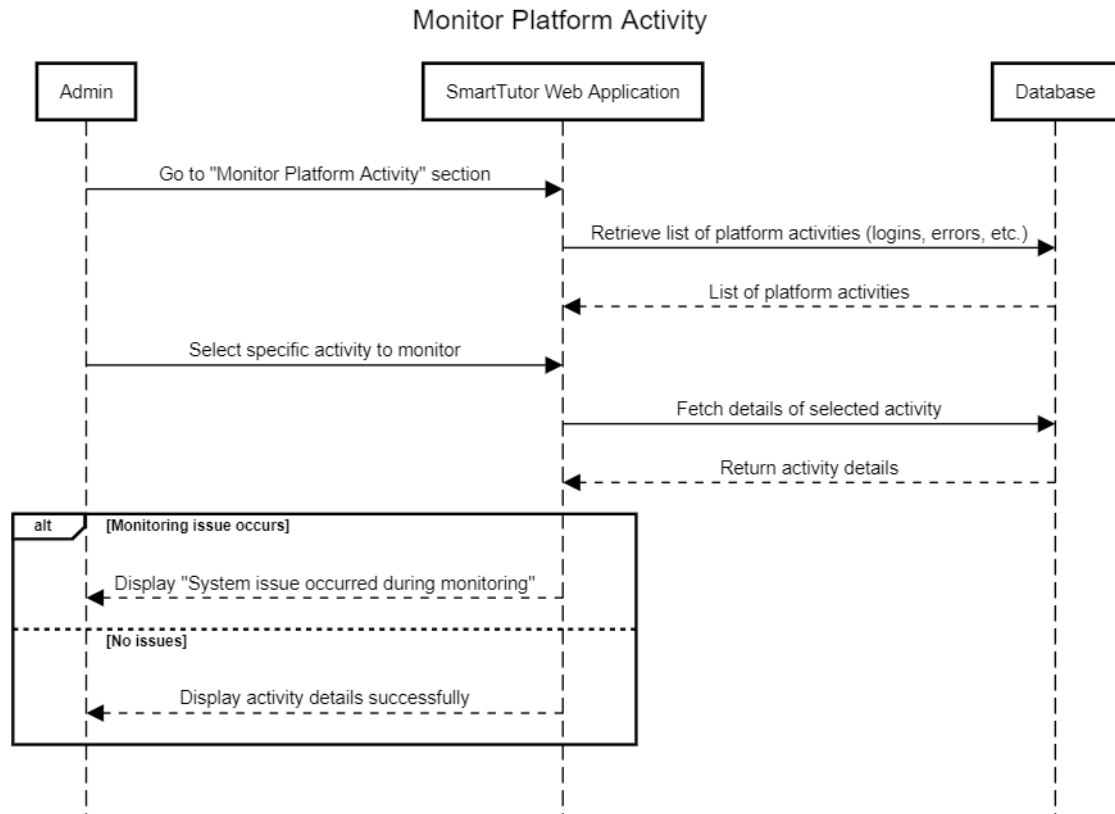 Monitor Platform Activity
Admin
SmartTutor Web Application
Database
Go to "Monitor Platform Activity" section
Retrieve list of platform activities (logins, errors, etc.)
List of platform activities
Select specific activity to monitor
Fetch details of selected activity
Return activity details
alt
[Monitoring issue occurs]
Display "System issue occurred during monitoring"
[No issues]
Display activity details successfully